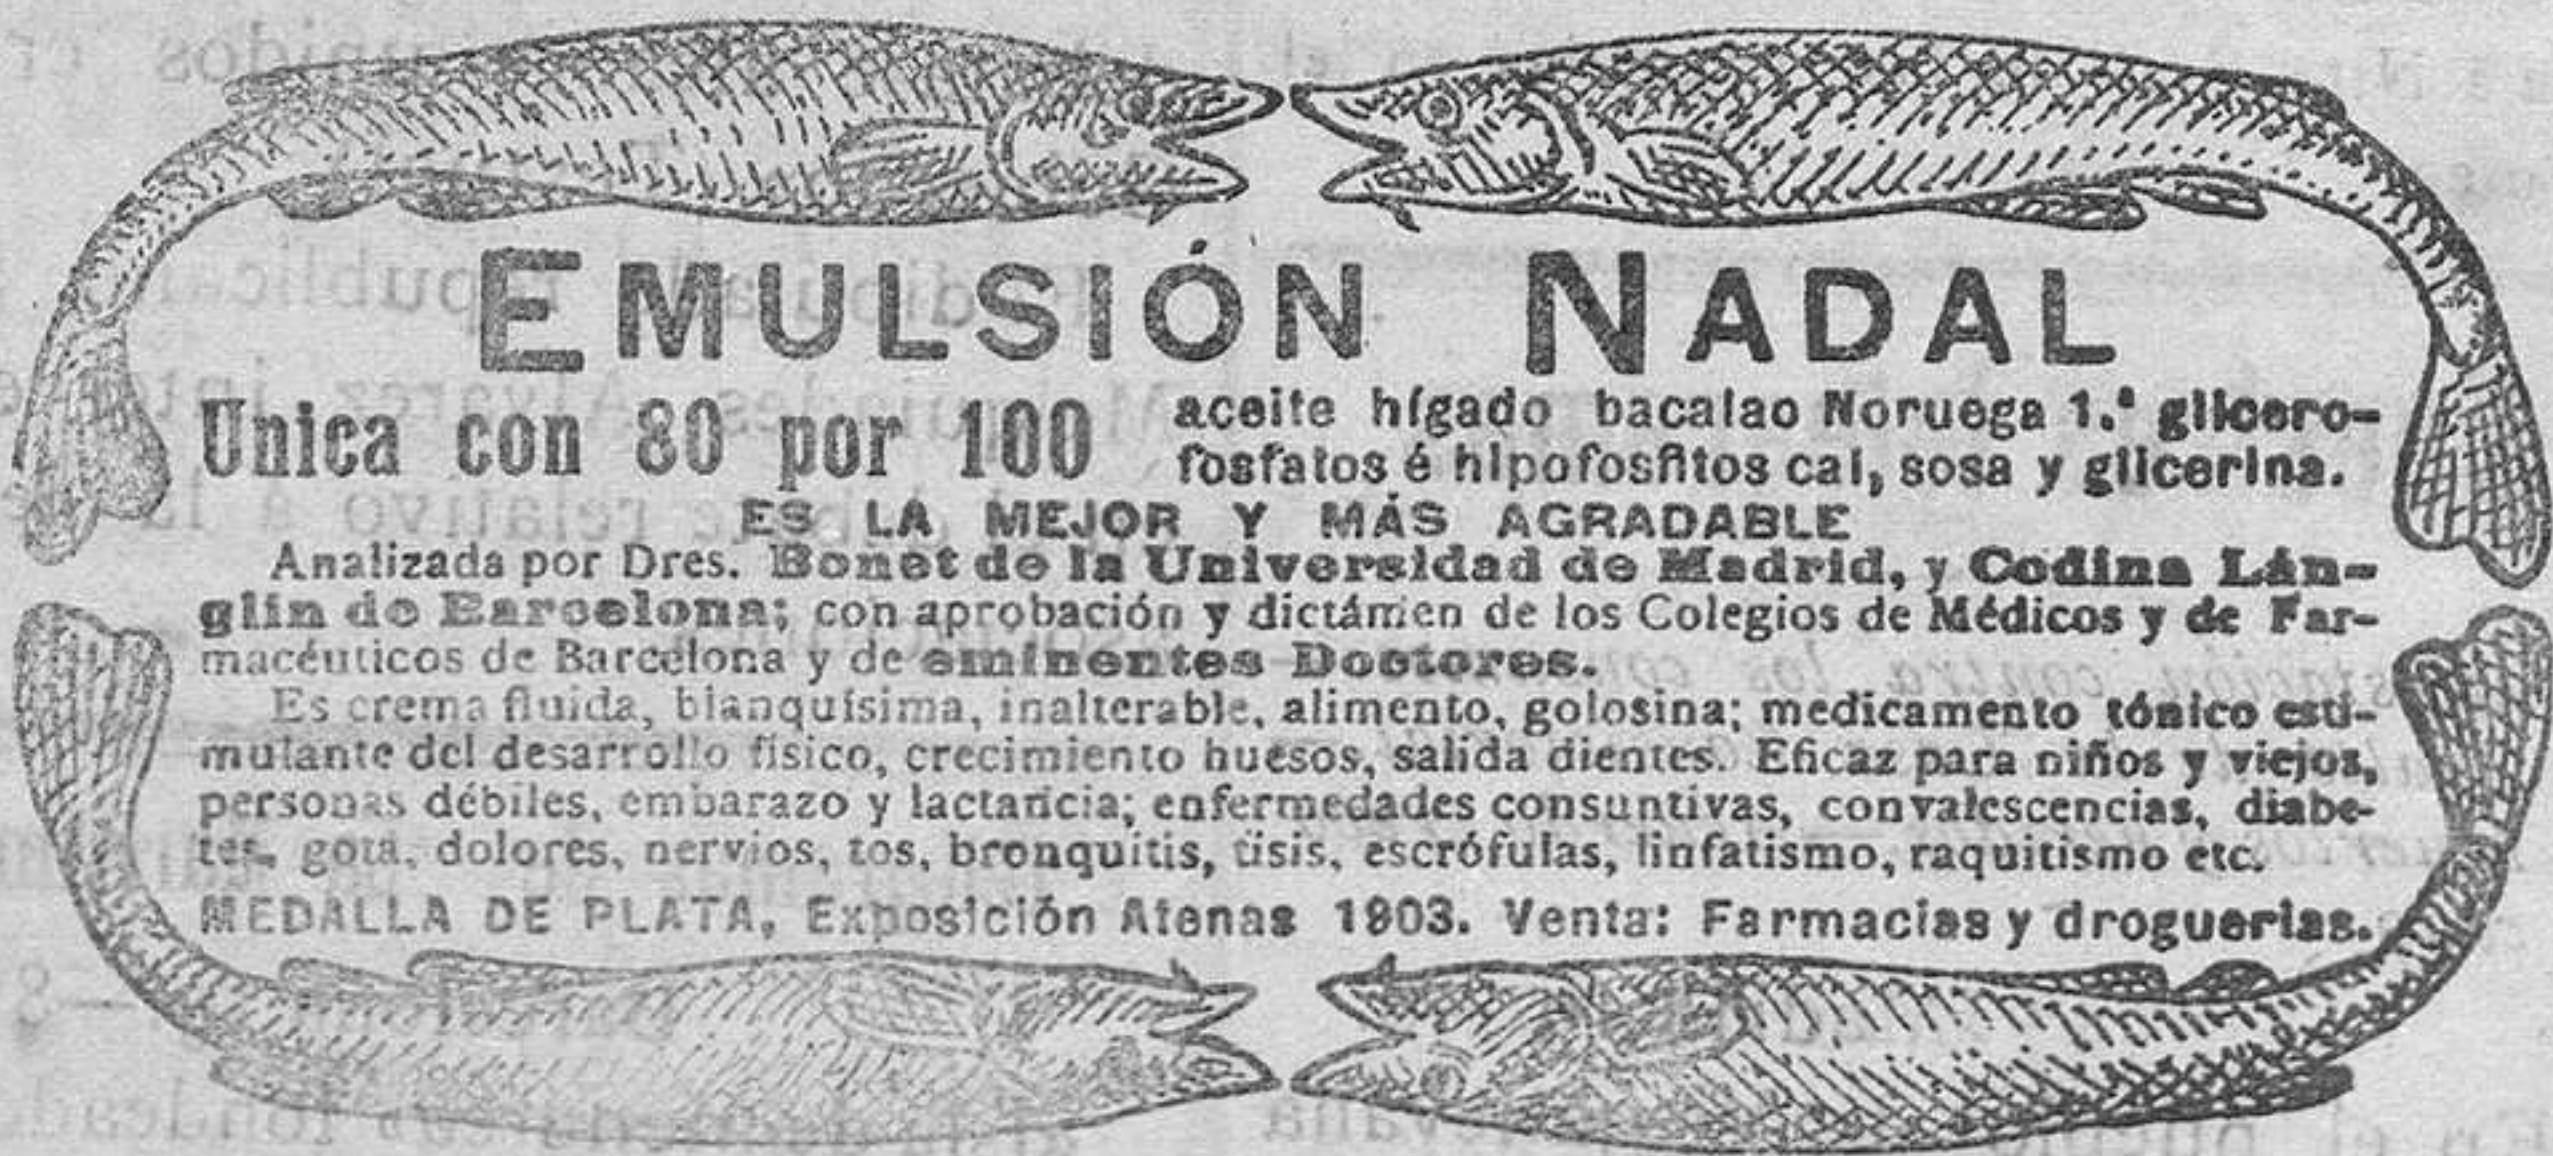 EMULSIÓN NADAL
Unica con 80 por 100 aceite hígado bacalao Noruega 1.ª glicero-
fosfatos é hipofosfitos cal, sosa y glicerina.
ES LA MEJOR Y MÁS AGRADABLE
Analizada por Dres. Bonet de la Universidad de Madrid, y Codina Län-
glin de Barcelona; con aprobación y dictámen de los Colegios de Médicos y de Far-
macéuticos de Barcelona y de eminentes Doctores.
Es crema fluida, blanquísima, inalterable, alimento, golosina; medicamento tónico esti-
mulante del desarrollo físico, crecimiento huesos, salida dientes. Eficaz para niños y viejos,
personas débiles, embarazo y lactancia; enfermedades consuntivas, convalescencias, diabe-
tes, gota, dolores, nervios, tos, bronquitis, tisis, escrófulas, linfatismo, raquitismo etc.
MEDALLA DE PLATA, Exposición Atenas 1903. Venta: Farmacias y droguerias.